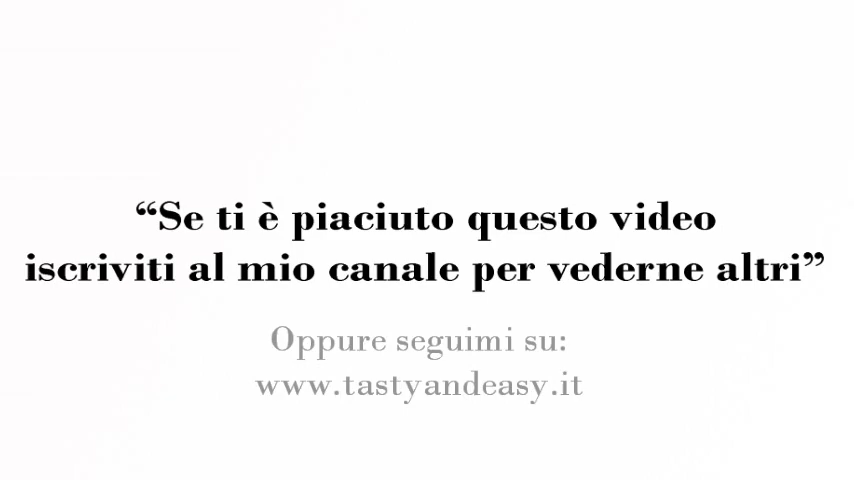 “Se ti è piaciuto questo video
iscriviti al mio canale per vederne altri”
Oppure seguimi su:
www.tastyandeasy.it